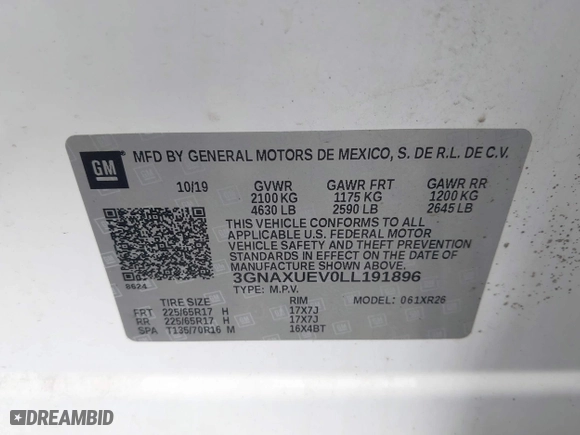 GM
MFD BY GENERAL MOTORS DE MEXICO, S. DE R.L. DE C.V.
10/19 GVWR GAWR FRT GAWR RR
2100 KG 1175 KG 1200 KG
4630 LB 2590 LB 2645 LB
THIS VEHICLE CONFORMS TO ALL
APPLICABLE U.S. FEDERAL MOTOR
VEHICLE SAFETY AND THEFT PREVENTION
STANDARDS IN EFFECT ON THE DATE OF
MANUFACTURE SHOWN ABOVE.
8624 3GNAXUEV0LL191896
TYPE: M.P.V. MODEL: 061XR26
TIRE SIZE RIM
FRT 225/65R17 H 17X7J
RR 225/65R17 H 17X7J
SPA T135/70R16 M 16X4BT
DREAMBID